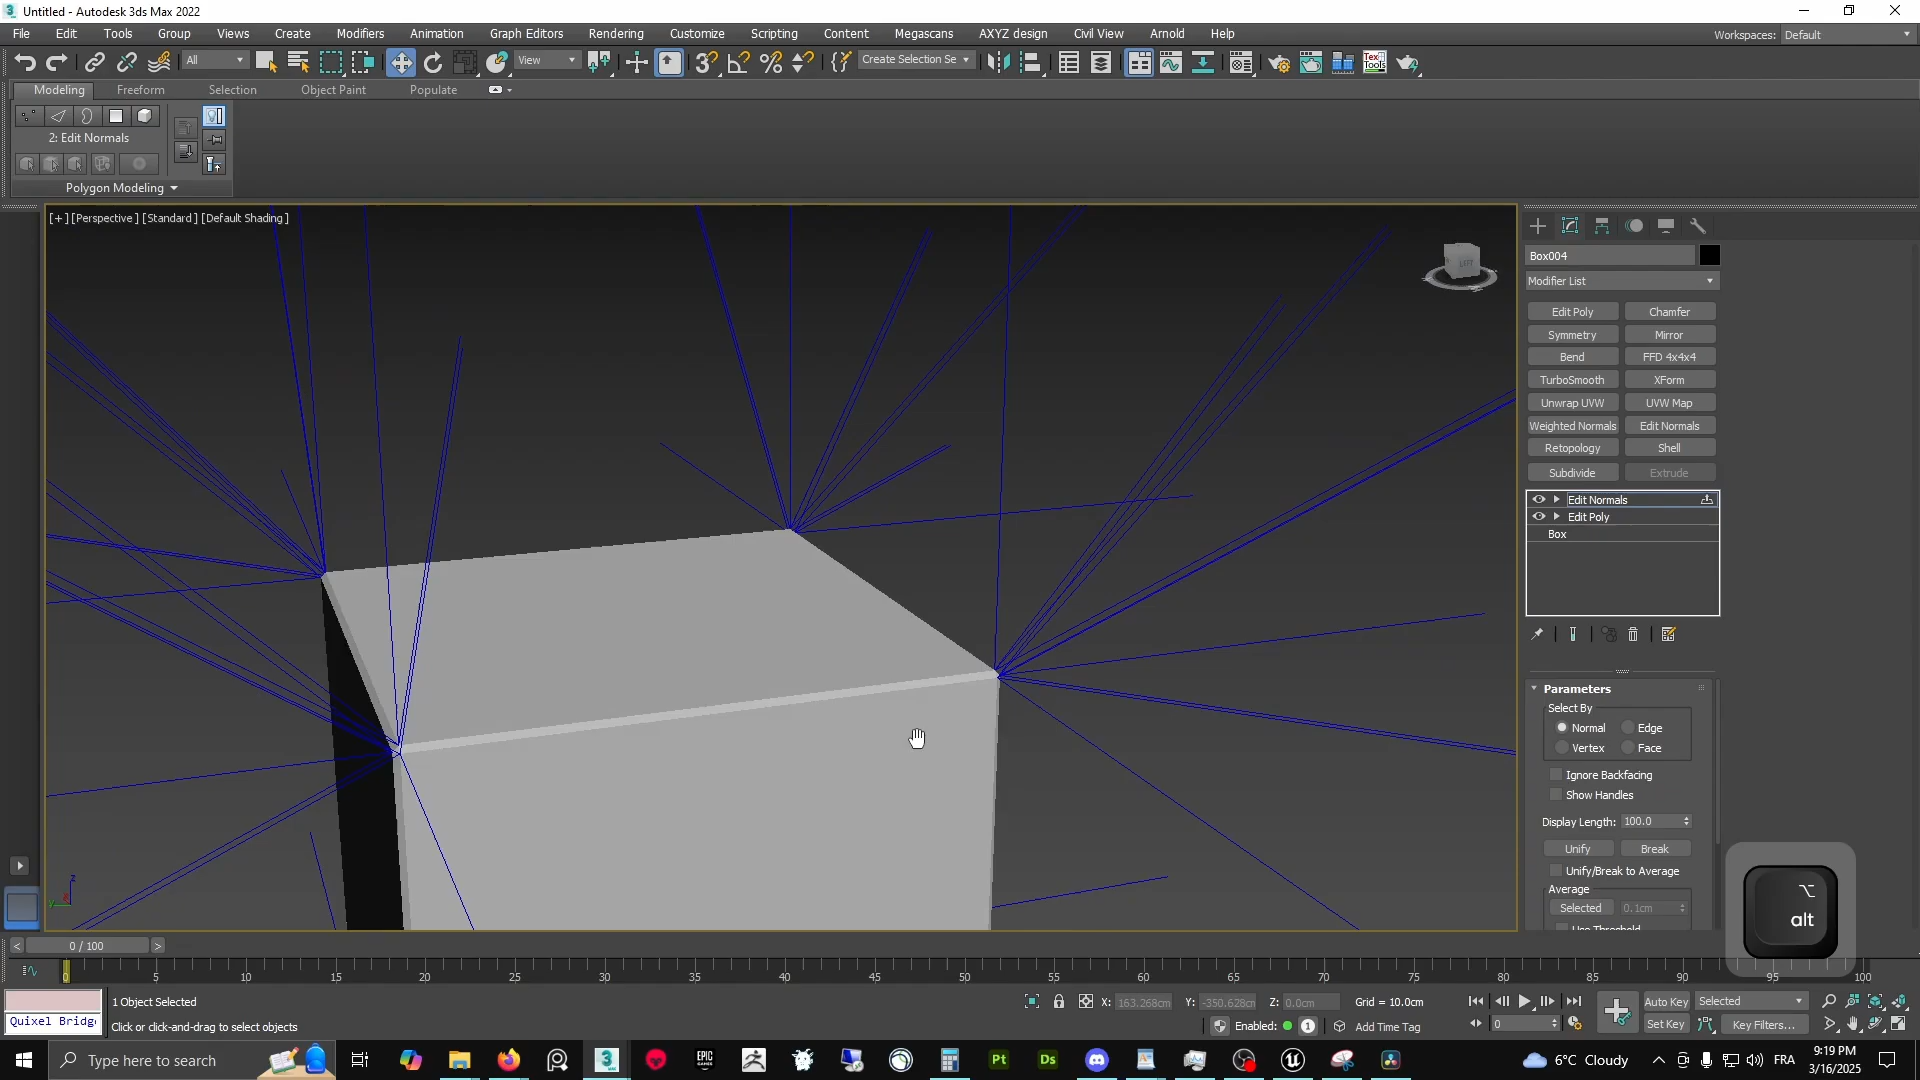 Untitled - Autodesk 3ds Max 2022
File Edit Tools Group Views Create Modifiers Animation Graph Editors Rendering Customize Scripting Content Megascans AXYZ design Civil View Arnold Help
Workspaces: Default
All View Create Selection Se
Modeling Freeform Selection Object Paint Populate
2: Edit Normals
Polygon Modeling
[+] [Perspective] [Standard] [Default Shading]
LEFT
Box004
Modifier List
Edit Poly Chamfer
Symmetry Mirror
Bend FFD 4x4x4
TurboSmooth XForm
Unwrap UVW UVW Map
Weighted Normals Edit Normals
Retopology Shell
Subdivide Extrude
Edit Normals
Edit Poly
Box
Parameters
Select By
Normal Edge
Vertex Face
Ignore Backfacing
Show Handles
Display Length: 100.0
Unify Break
Unify/Break to Average
Average
Selected 0.1cm
Use Threshold
alt
z
< 0 / 100 >
0 5 10 15 20 25 30 35 40 45 50 55 60 65 70 75 80 85 90 95 100
1 Object Selected X: 163.268cm Y: -350.628cm Z: 0.0cm Grid = 10.0cm Auto Key Selected
Quixel Bridg Click or click-and-drag to select objects Enabled: 1 Add Time Tag 0 Set Key Key Filters...
Type here to search
Pt Ds
6°C Cloudy FRA
9:19 PM
3/16/2025